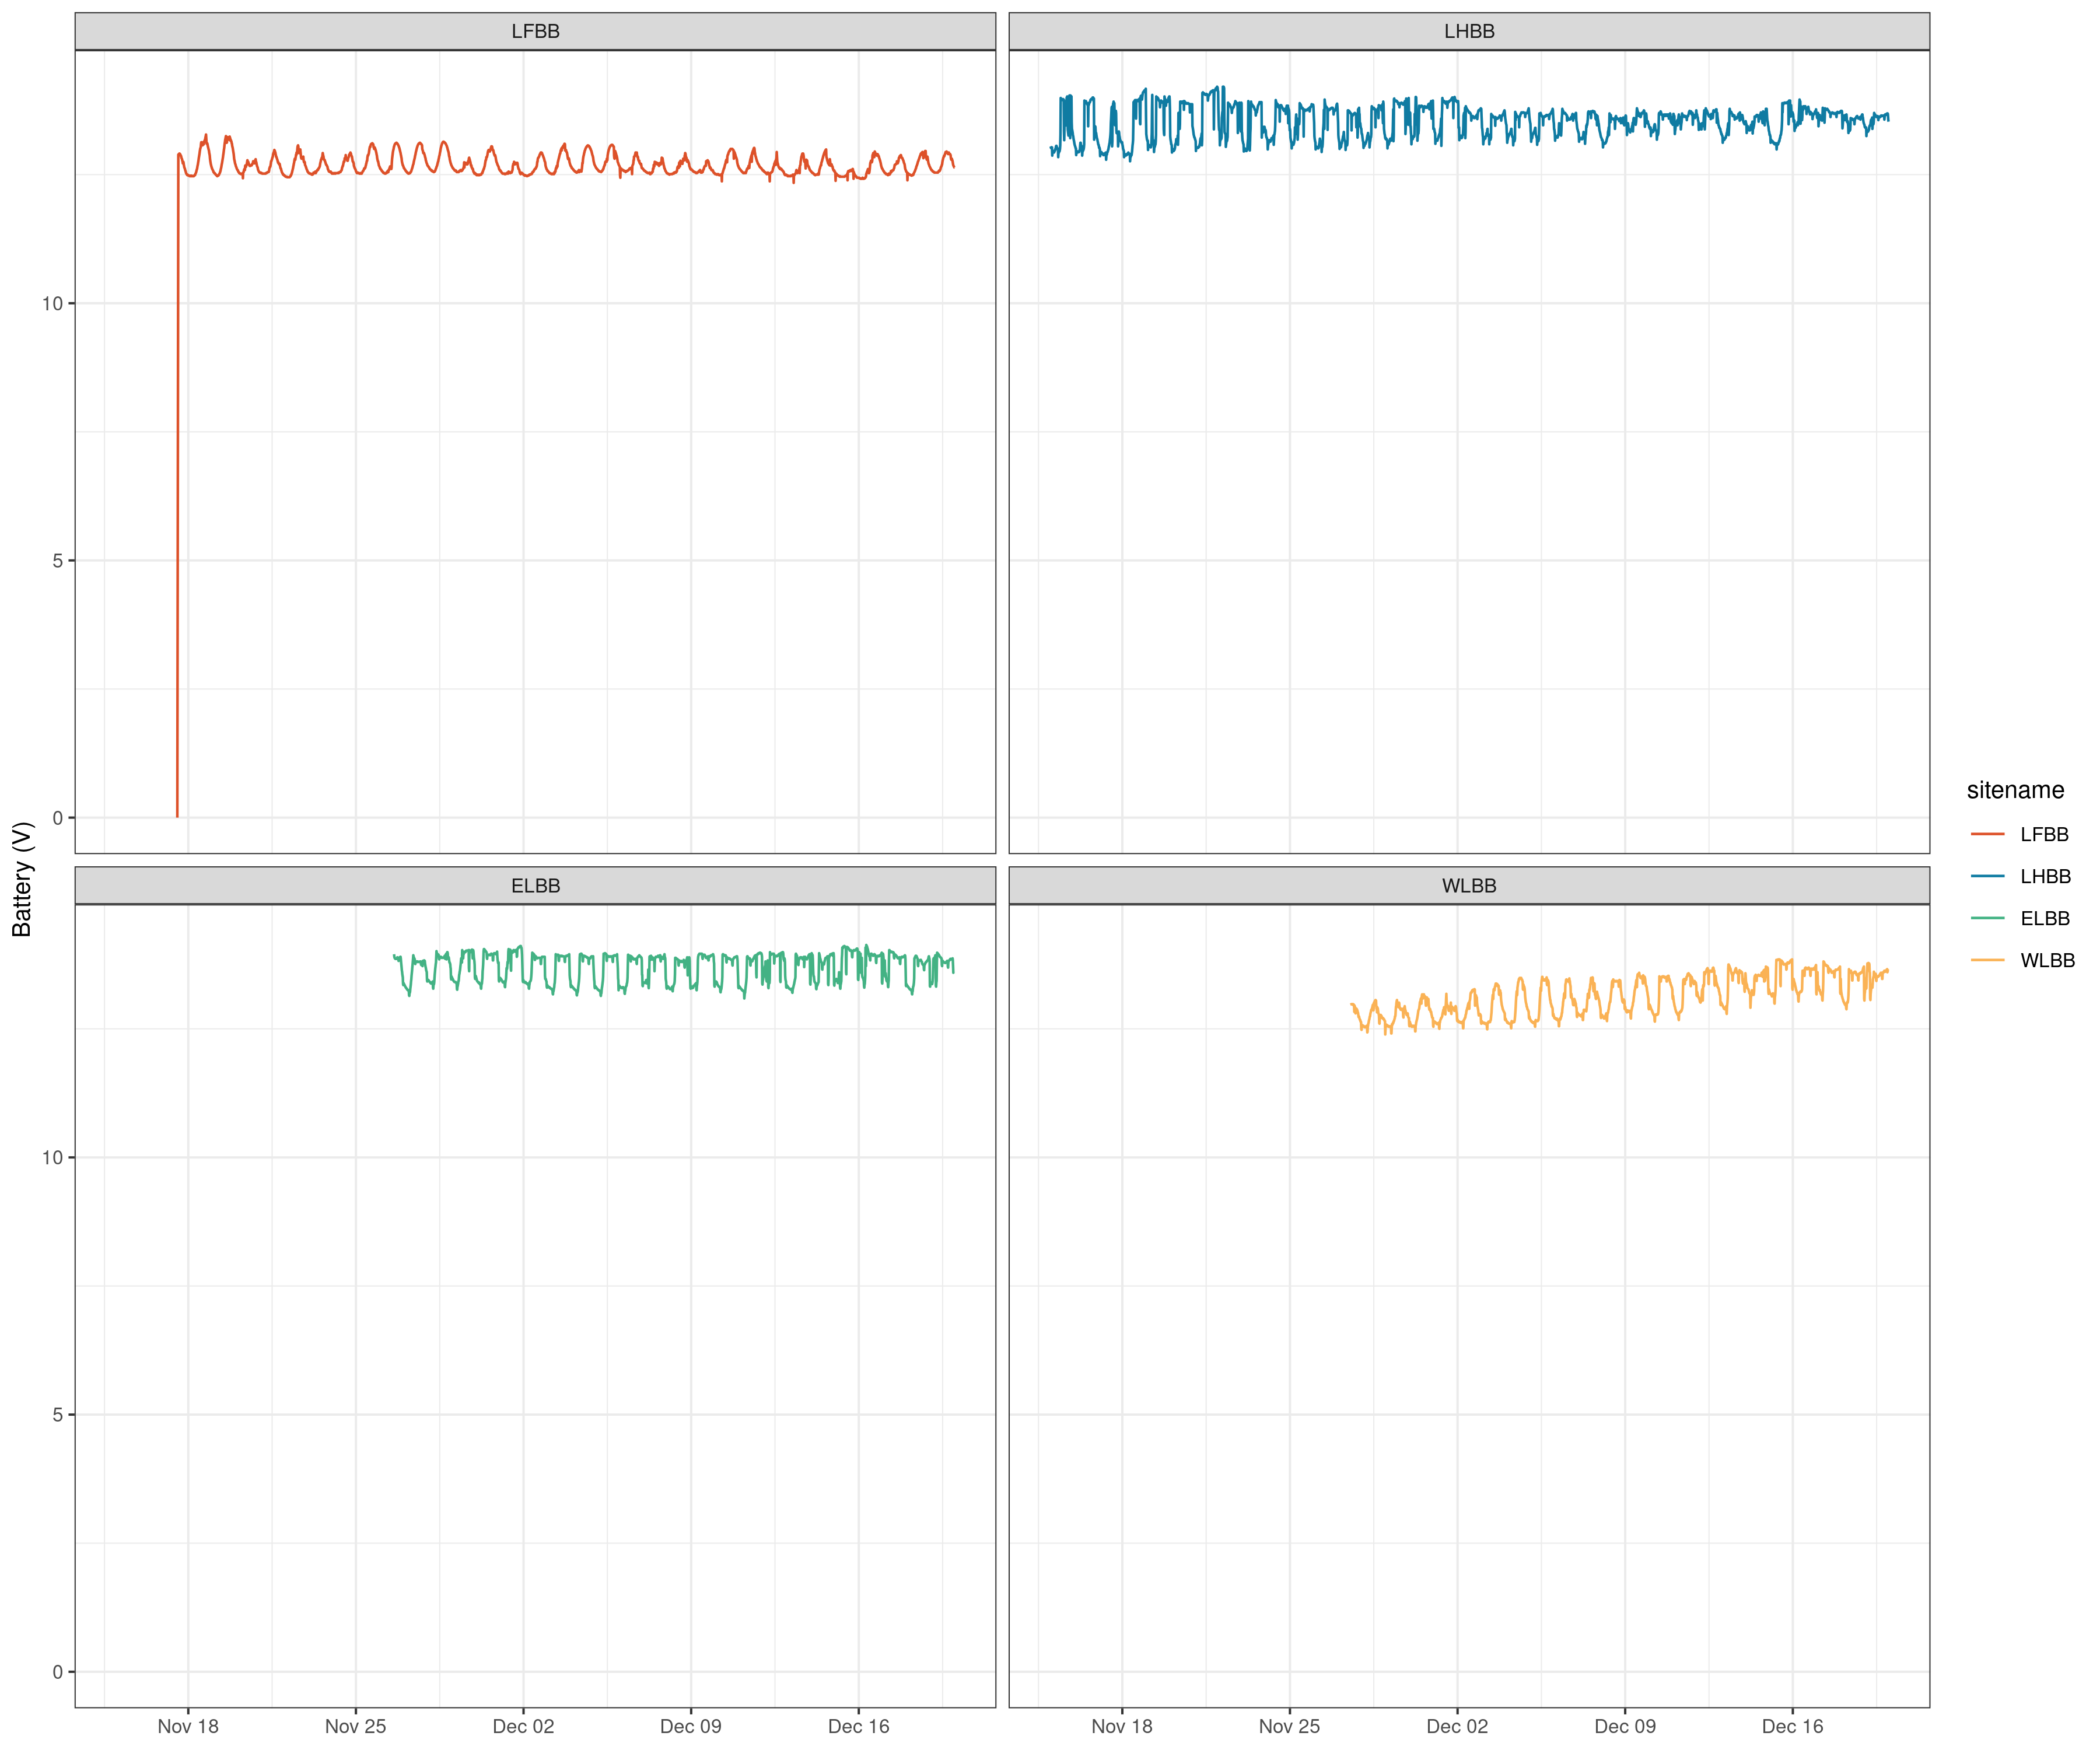 LFBB
LHBB
10
5
0
ELBB
WLBB
10
5
0
Battery (V)
Nov 18
Nov 25
Dec 02
Dec 09
Dec 16
Nov 18
Nov 25
Dec 02
Dec 09
Dec 16
sitename
LFBB
LHBB
ELBB
WLBB